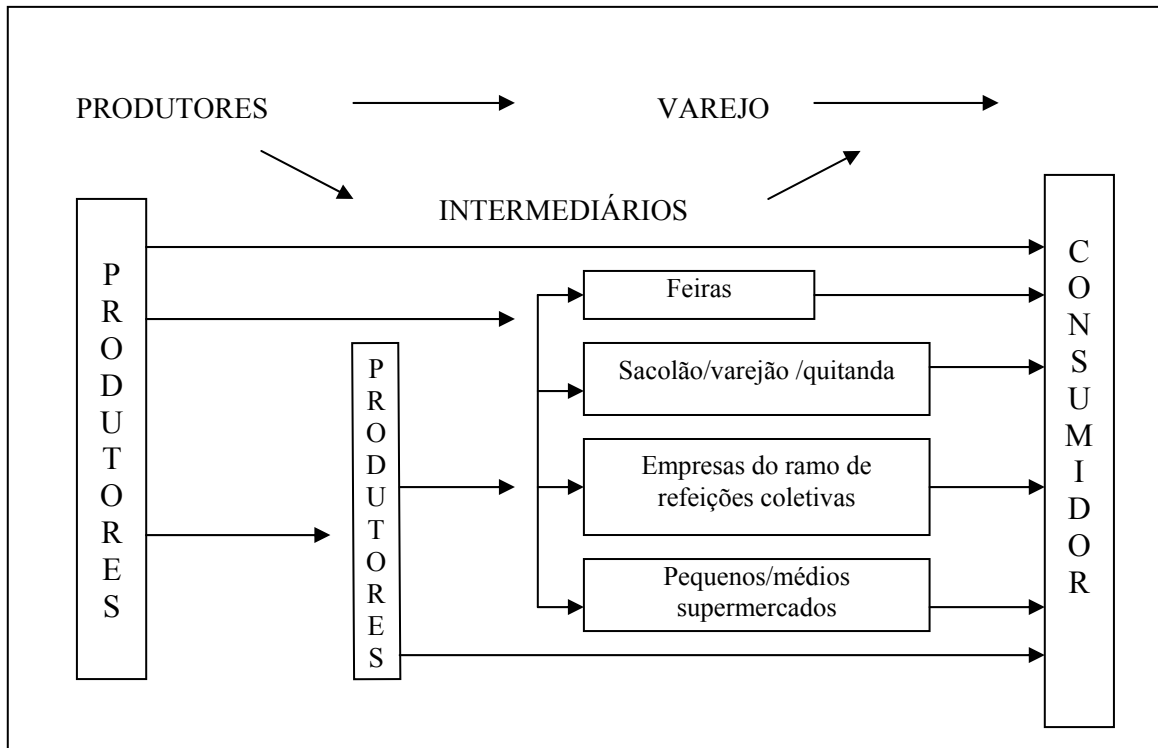 PRODUTORES
VAREJO
INTERMEDIÁRIOS
PRODUTORES
PRODUTORES
Feiras
Sacolão/varejão /quitanda
Empresas do ramo de
refeições coletivas
Pequenos/médios
supermercados
CONSUMIDOR